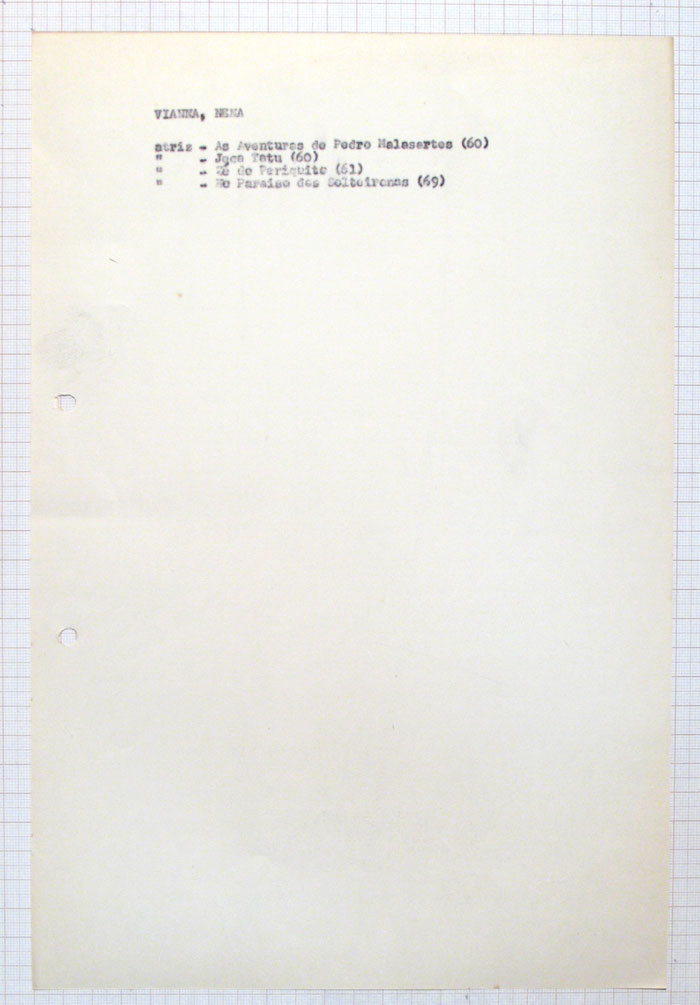 VIANNA, NENA
atris - As Aventuras de Pedro Malasartes (60)
" - Jeca Tatu (60)
" - Zé do Periquito (61)
" - No Paraíso das Solteironas (69)